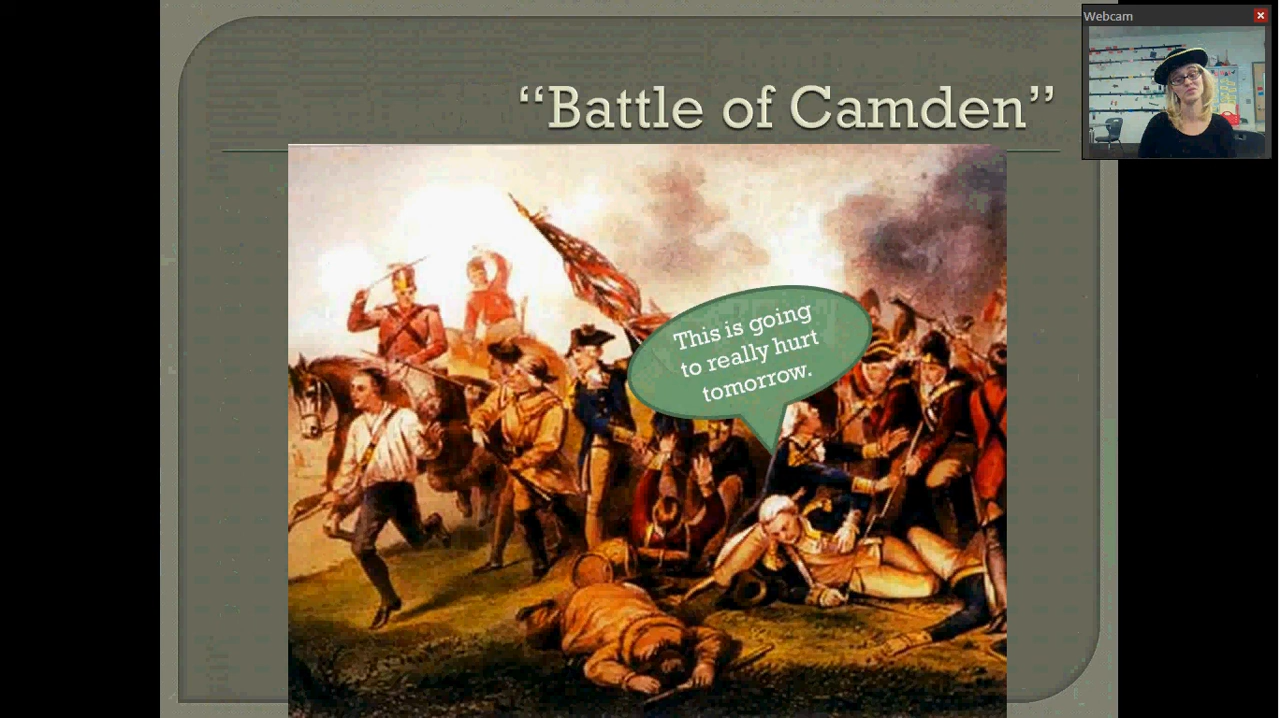 Webcam
“Battle of Camden”
This is going
to really hurt
tomorrow.